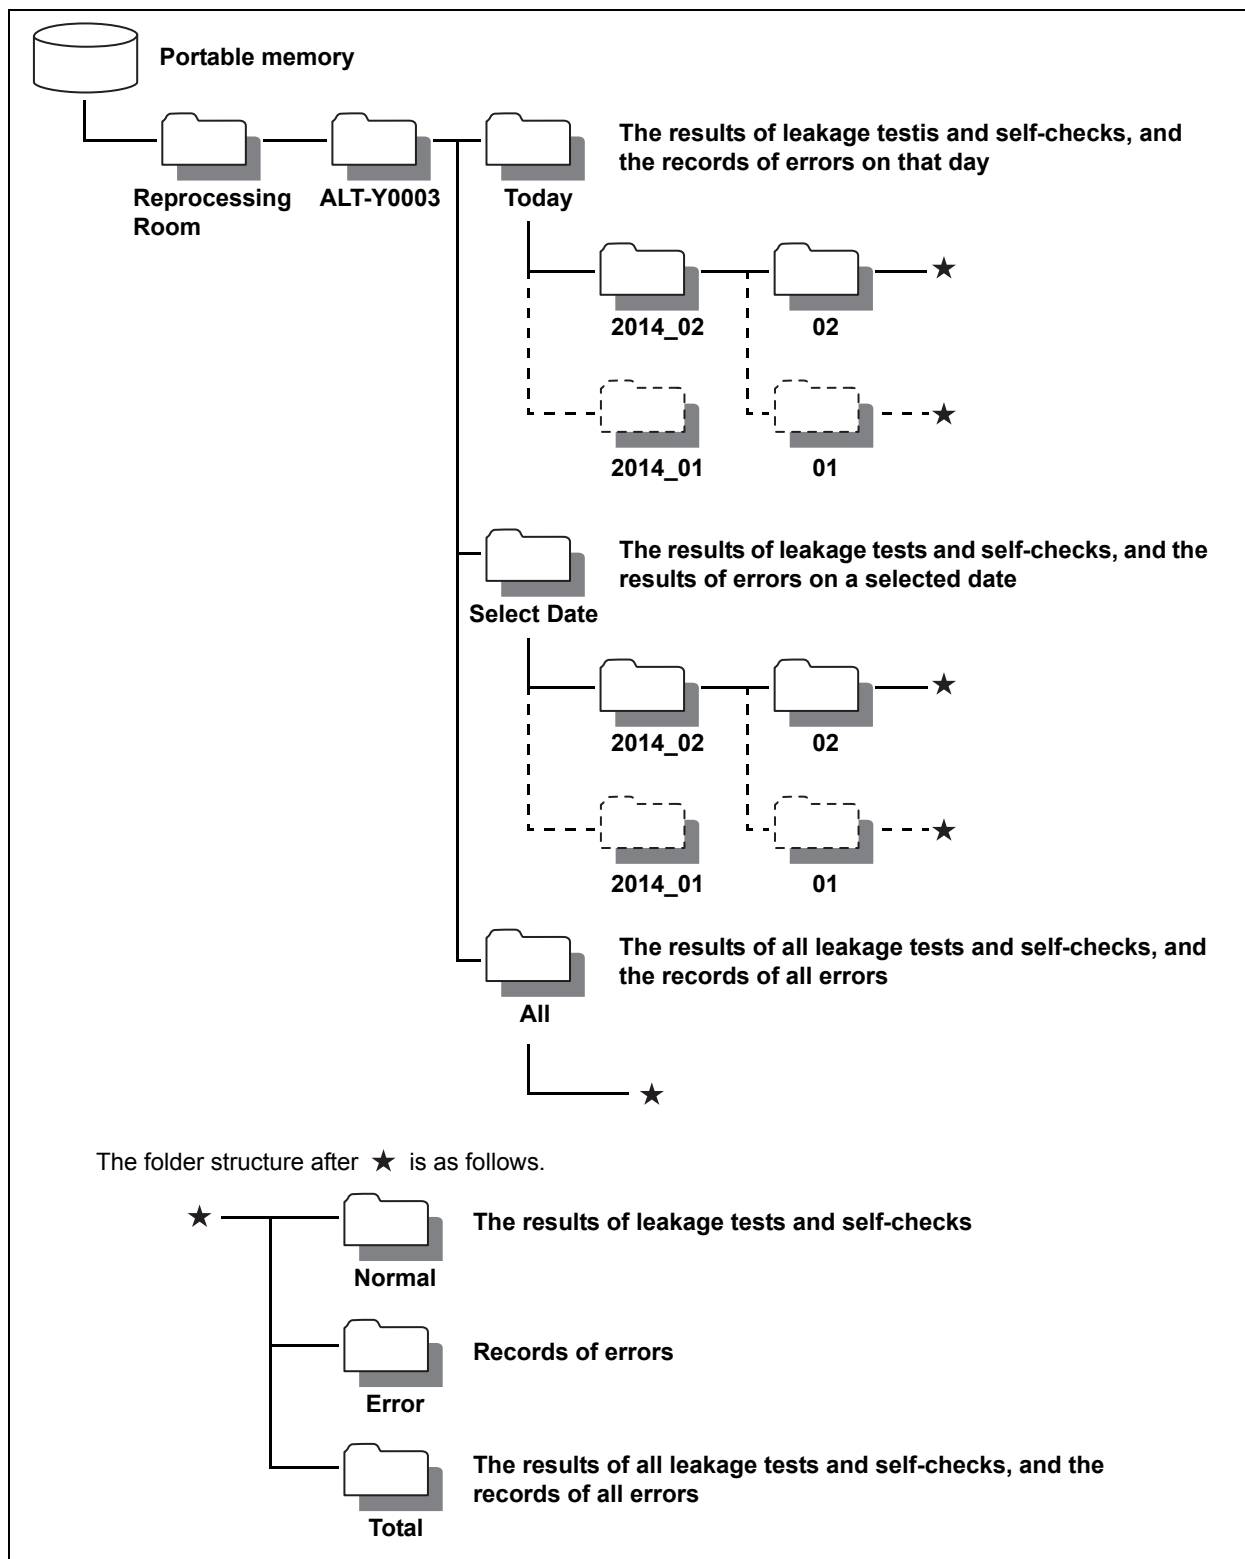 Portable memory
The results of leakage testis and self-checks, and
the records of errors on that day
Reprocessing
Room
ALT-Y0003
Today
2014_02
02
★
2014_01
01
★
The results of leakage tests and self-checks, and the
results of errors on a selected date
Select Date
2014_02
02
★
2014_01
01
★
The results of all leakage tests and self-checks, and
the records of all errors
All
★
The folder structure after ★ is as follows.
★
The results of leakage tests and self-checks
Normal
Records of errors
Error
The results of all leakage tests and self-checks, and the
records of all errors
Total